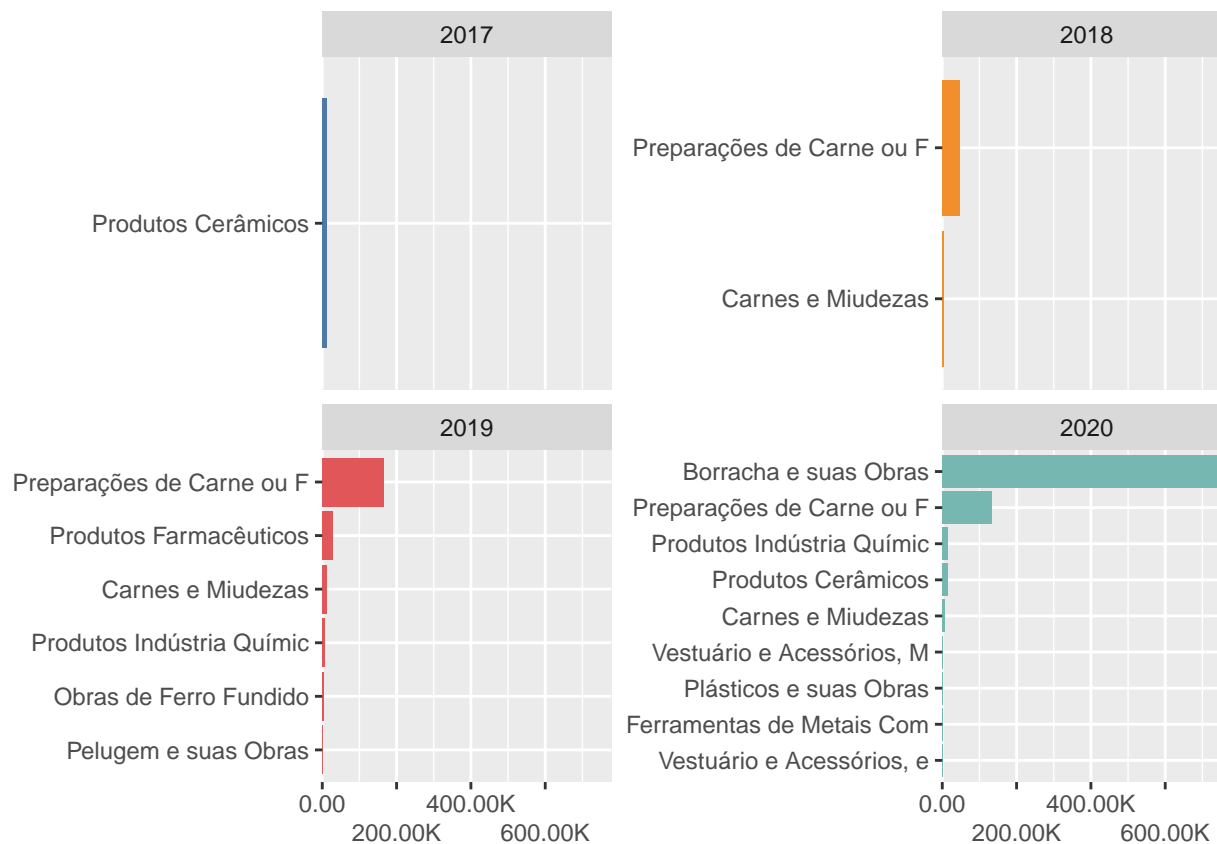 2017
Produtos Cerâmicos
2018
Preparações de Carne ou F
Carnes e Miudezas
2019
Preparações de Carne ou F
Produtos Farmacêuticos
Carnes e Miudezas
Produtos Indústria Químic
Obras de Ferro Fundido
Pelugem e suas Obras
0.00
200.00K
400.00K
600.00K
2020
Borracha e suas Obras
Preparações de Carne ou F
Produtos Indústria Químic
Produtos Cerâmicos
Carnes e Miudezas
Vestuário e Acessórios, M
Plásticos e suas Obras
Ferramentas de Metais Com
Vestuário e Acessórios, e
0.00
200.00K
400.00K
600.00K